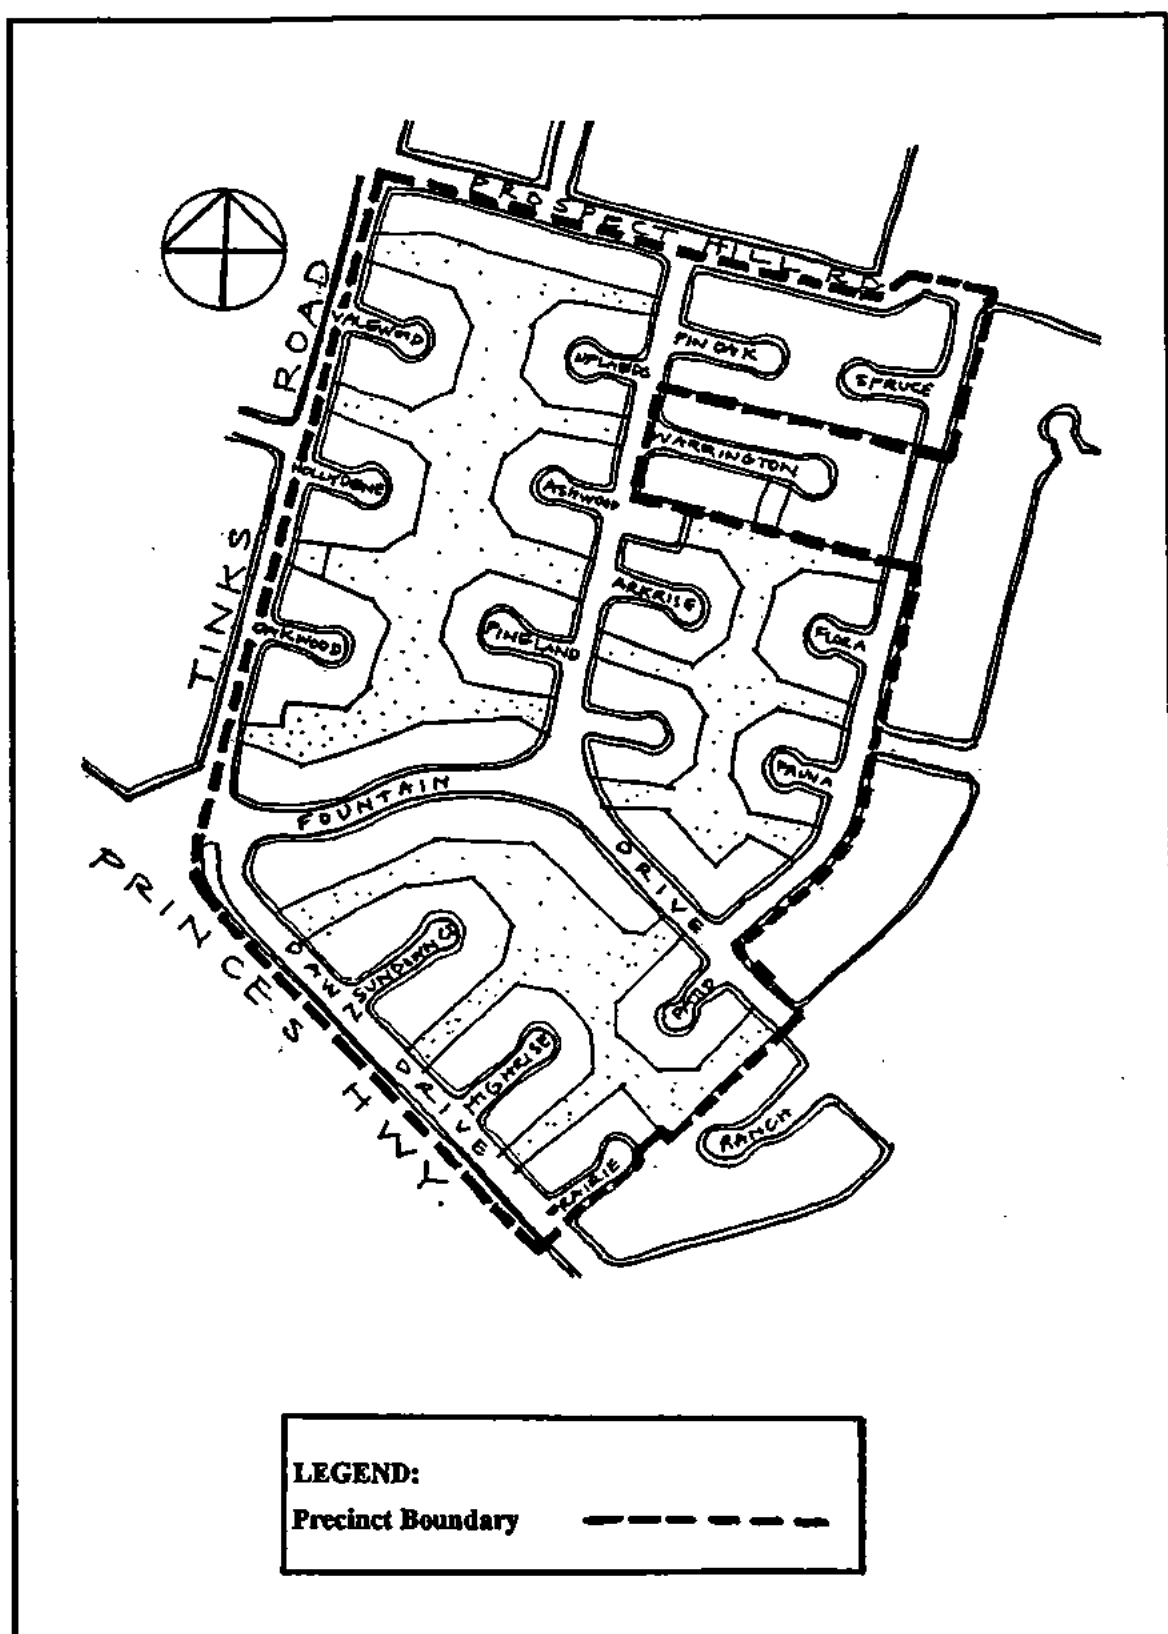 PROSPECT HILL RD
TINKS ROAD
VALEWOOD
UPLANDS
PIN OAK
SPRUCE
WARRINGTON
HOLLYDENE
ASHWOOD
ARKRISE
OAKWOOD
PINELAND
FLORA
FAUNA
FOUNTAIN DRIVE
PRINCES HWY.
DAWN DRIVE
SUNDOWN
HIGHRISE
RANCH
PRAIRIE
LEGEND:
Precinct Boundary